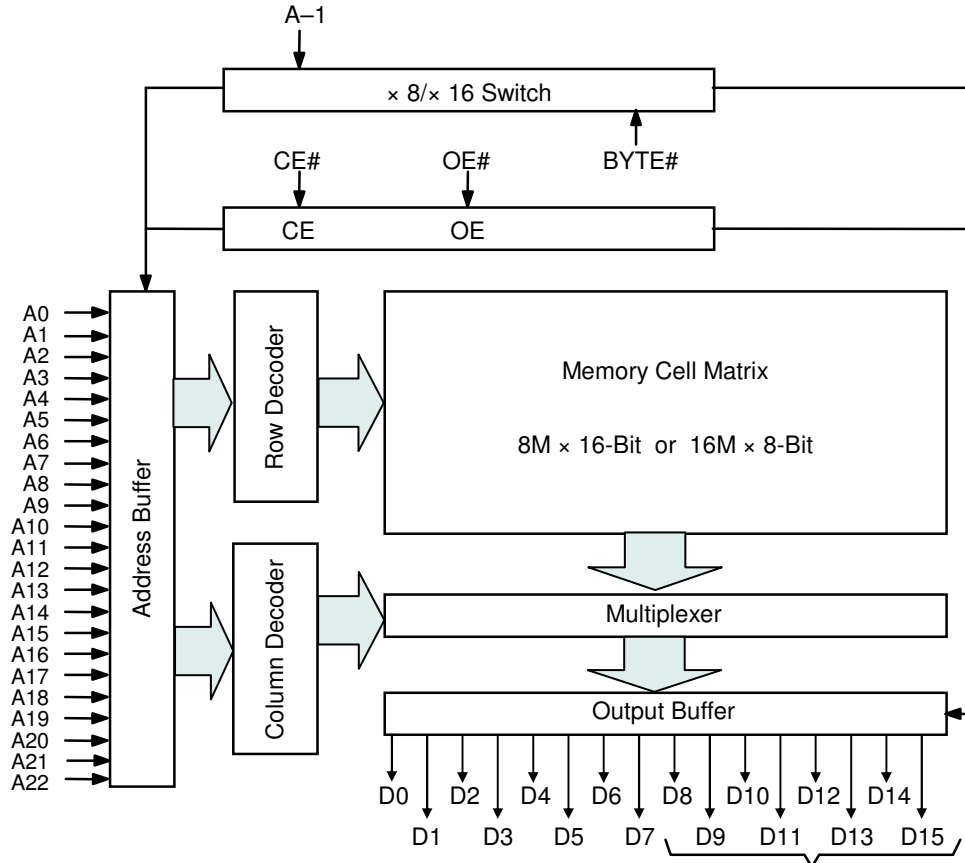 A–1
× 8/× 16 Switch
CE#
OE#
BYTE#
CE
OE
A0
A1
A2
A3
A4
A5
A6
A7
A8
A9
A10
A11
A12
A13
A14
A15
A16
A17
A18
A19
A20
A21
A22
Address Buffer
Row Decoder
Column Decoder
Memory Cell Matrix
8M × 16-Bit or 16M × 8-Bit
Multiplexer
Output Buffer
D0 D2 D4 D6 D8 D10 D12 D14
D1 D3 D5 D7 D9 D11 D13 D15